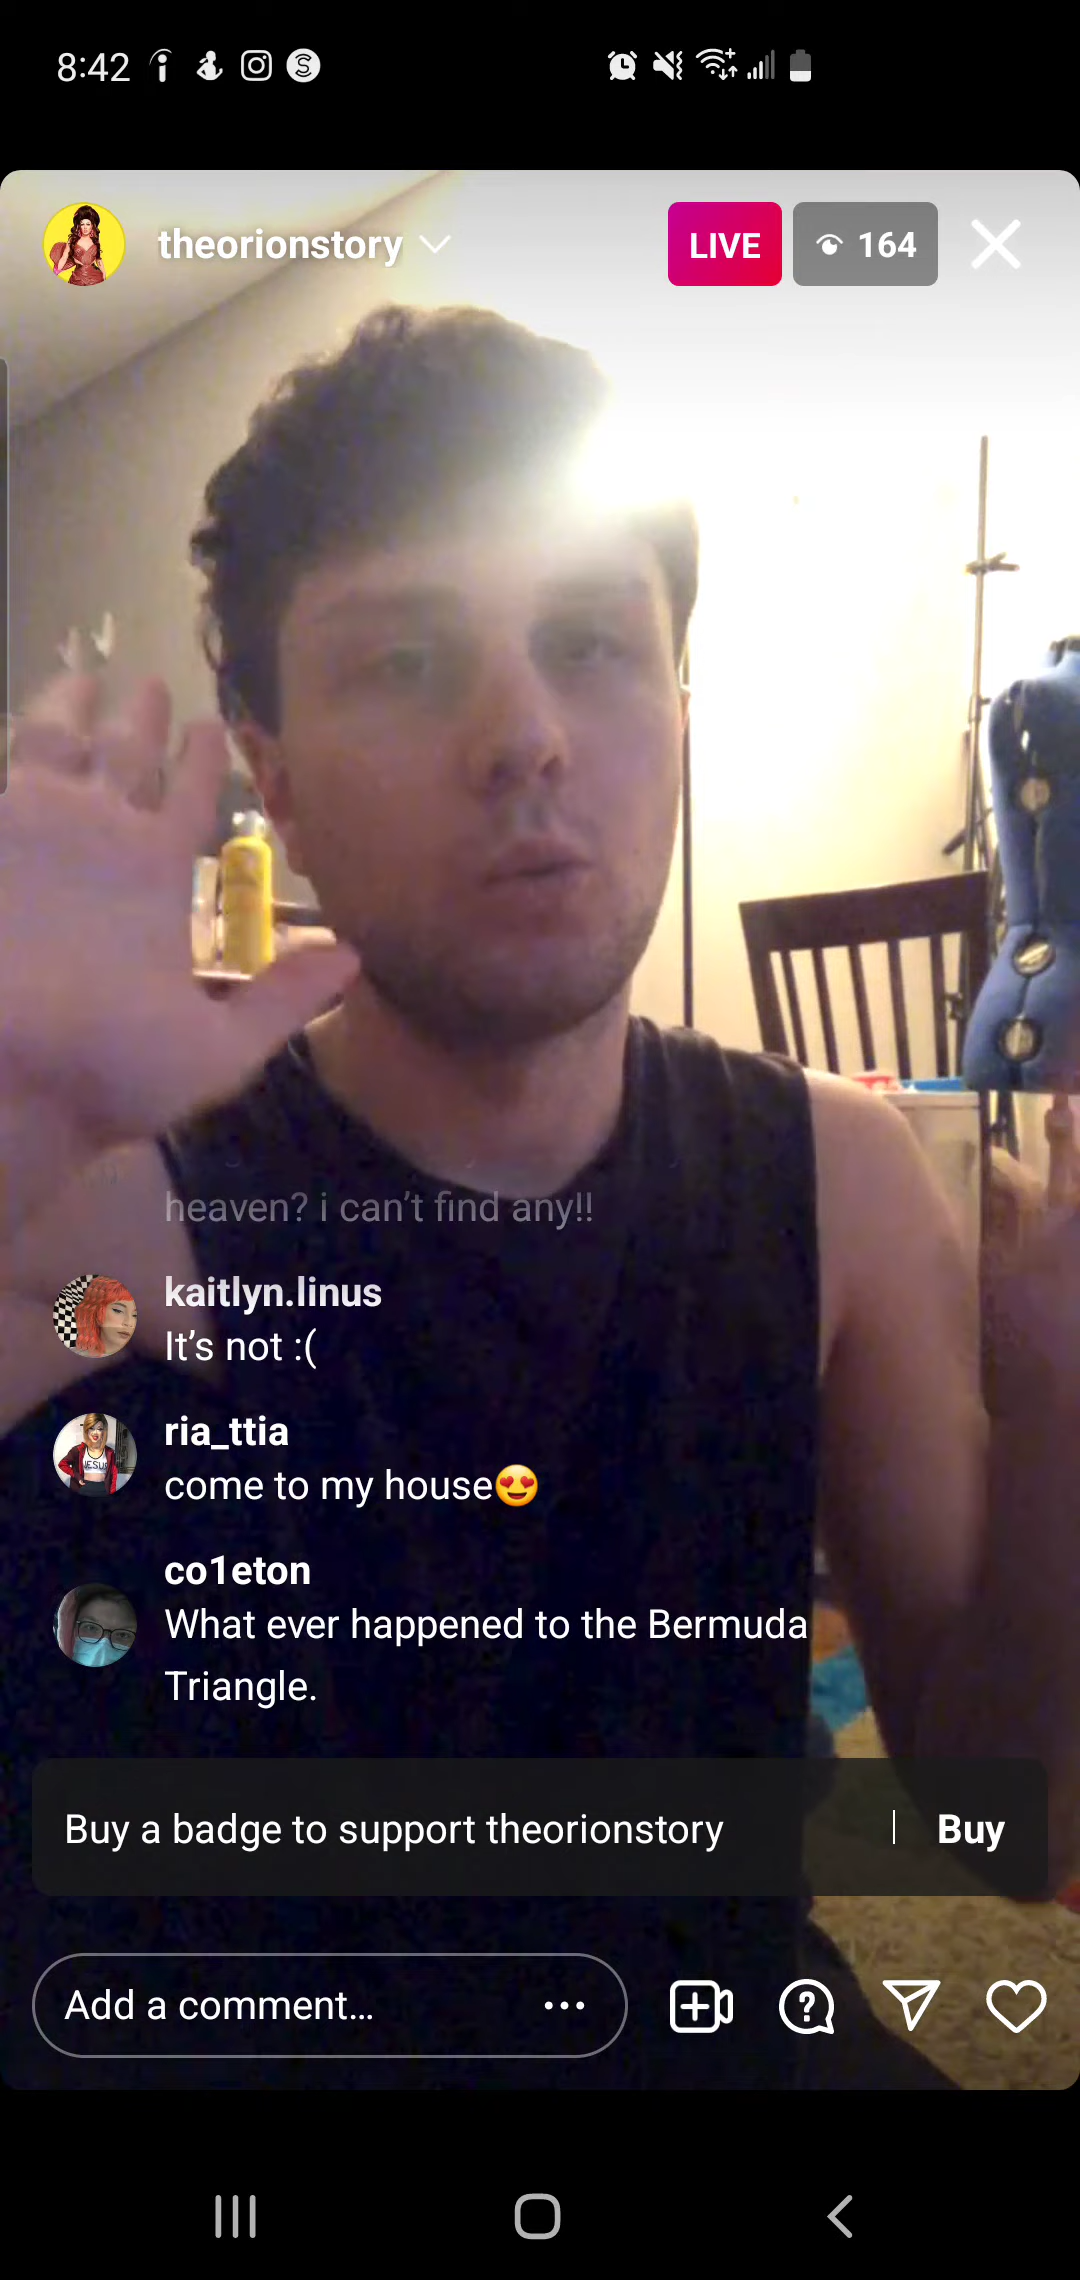 8:42
theorionstory
LIVE
164
heaven? i can't find any!!
kaitlyn.linus
It's not :(
ria_ttia
come to my house😍
JESUS
co1eton
What ever happened to the Bermuda
Triangle.
Buy a badge to support theorionstory
Buy
Add a comment...